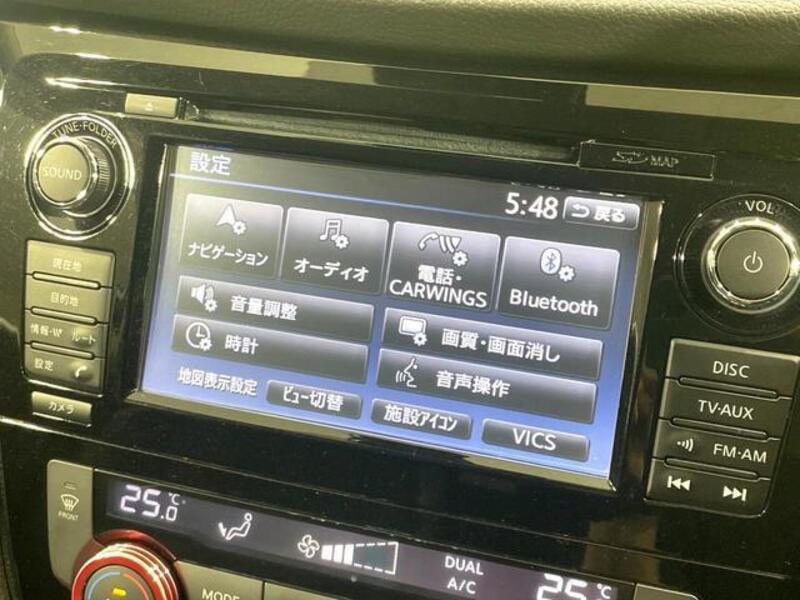 TUNE・FOLDER
SOUND
MAP
VOL
設定
5:48
戻る
ナビゲーション
オーディオ
電話・
CARWINGS
Bluetooth
音量調整
画質・画面消し
時計
音声操作
地図表示設定
ビュー切替
施設アイコン
VICS
現在地
目的地
情報・
ルート
設定
カメラ
DISC
TV・AUX
FM・AM
FRONT
25.0
℃
DUAL
A/C
25
℃
MODE